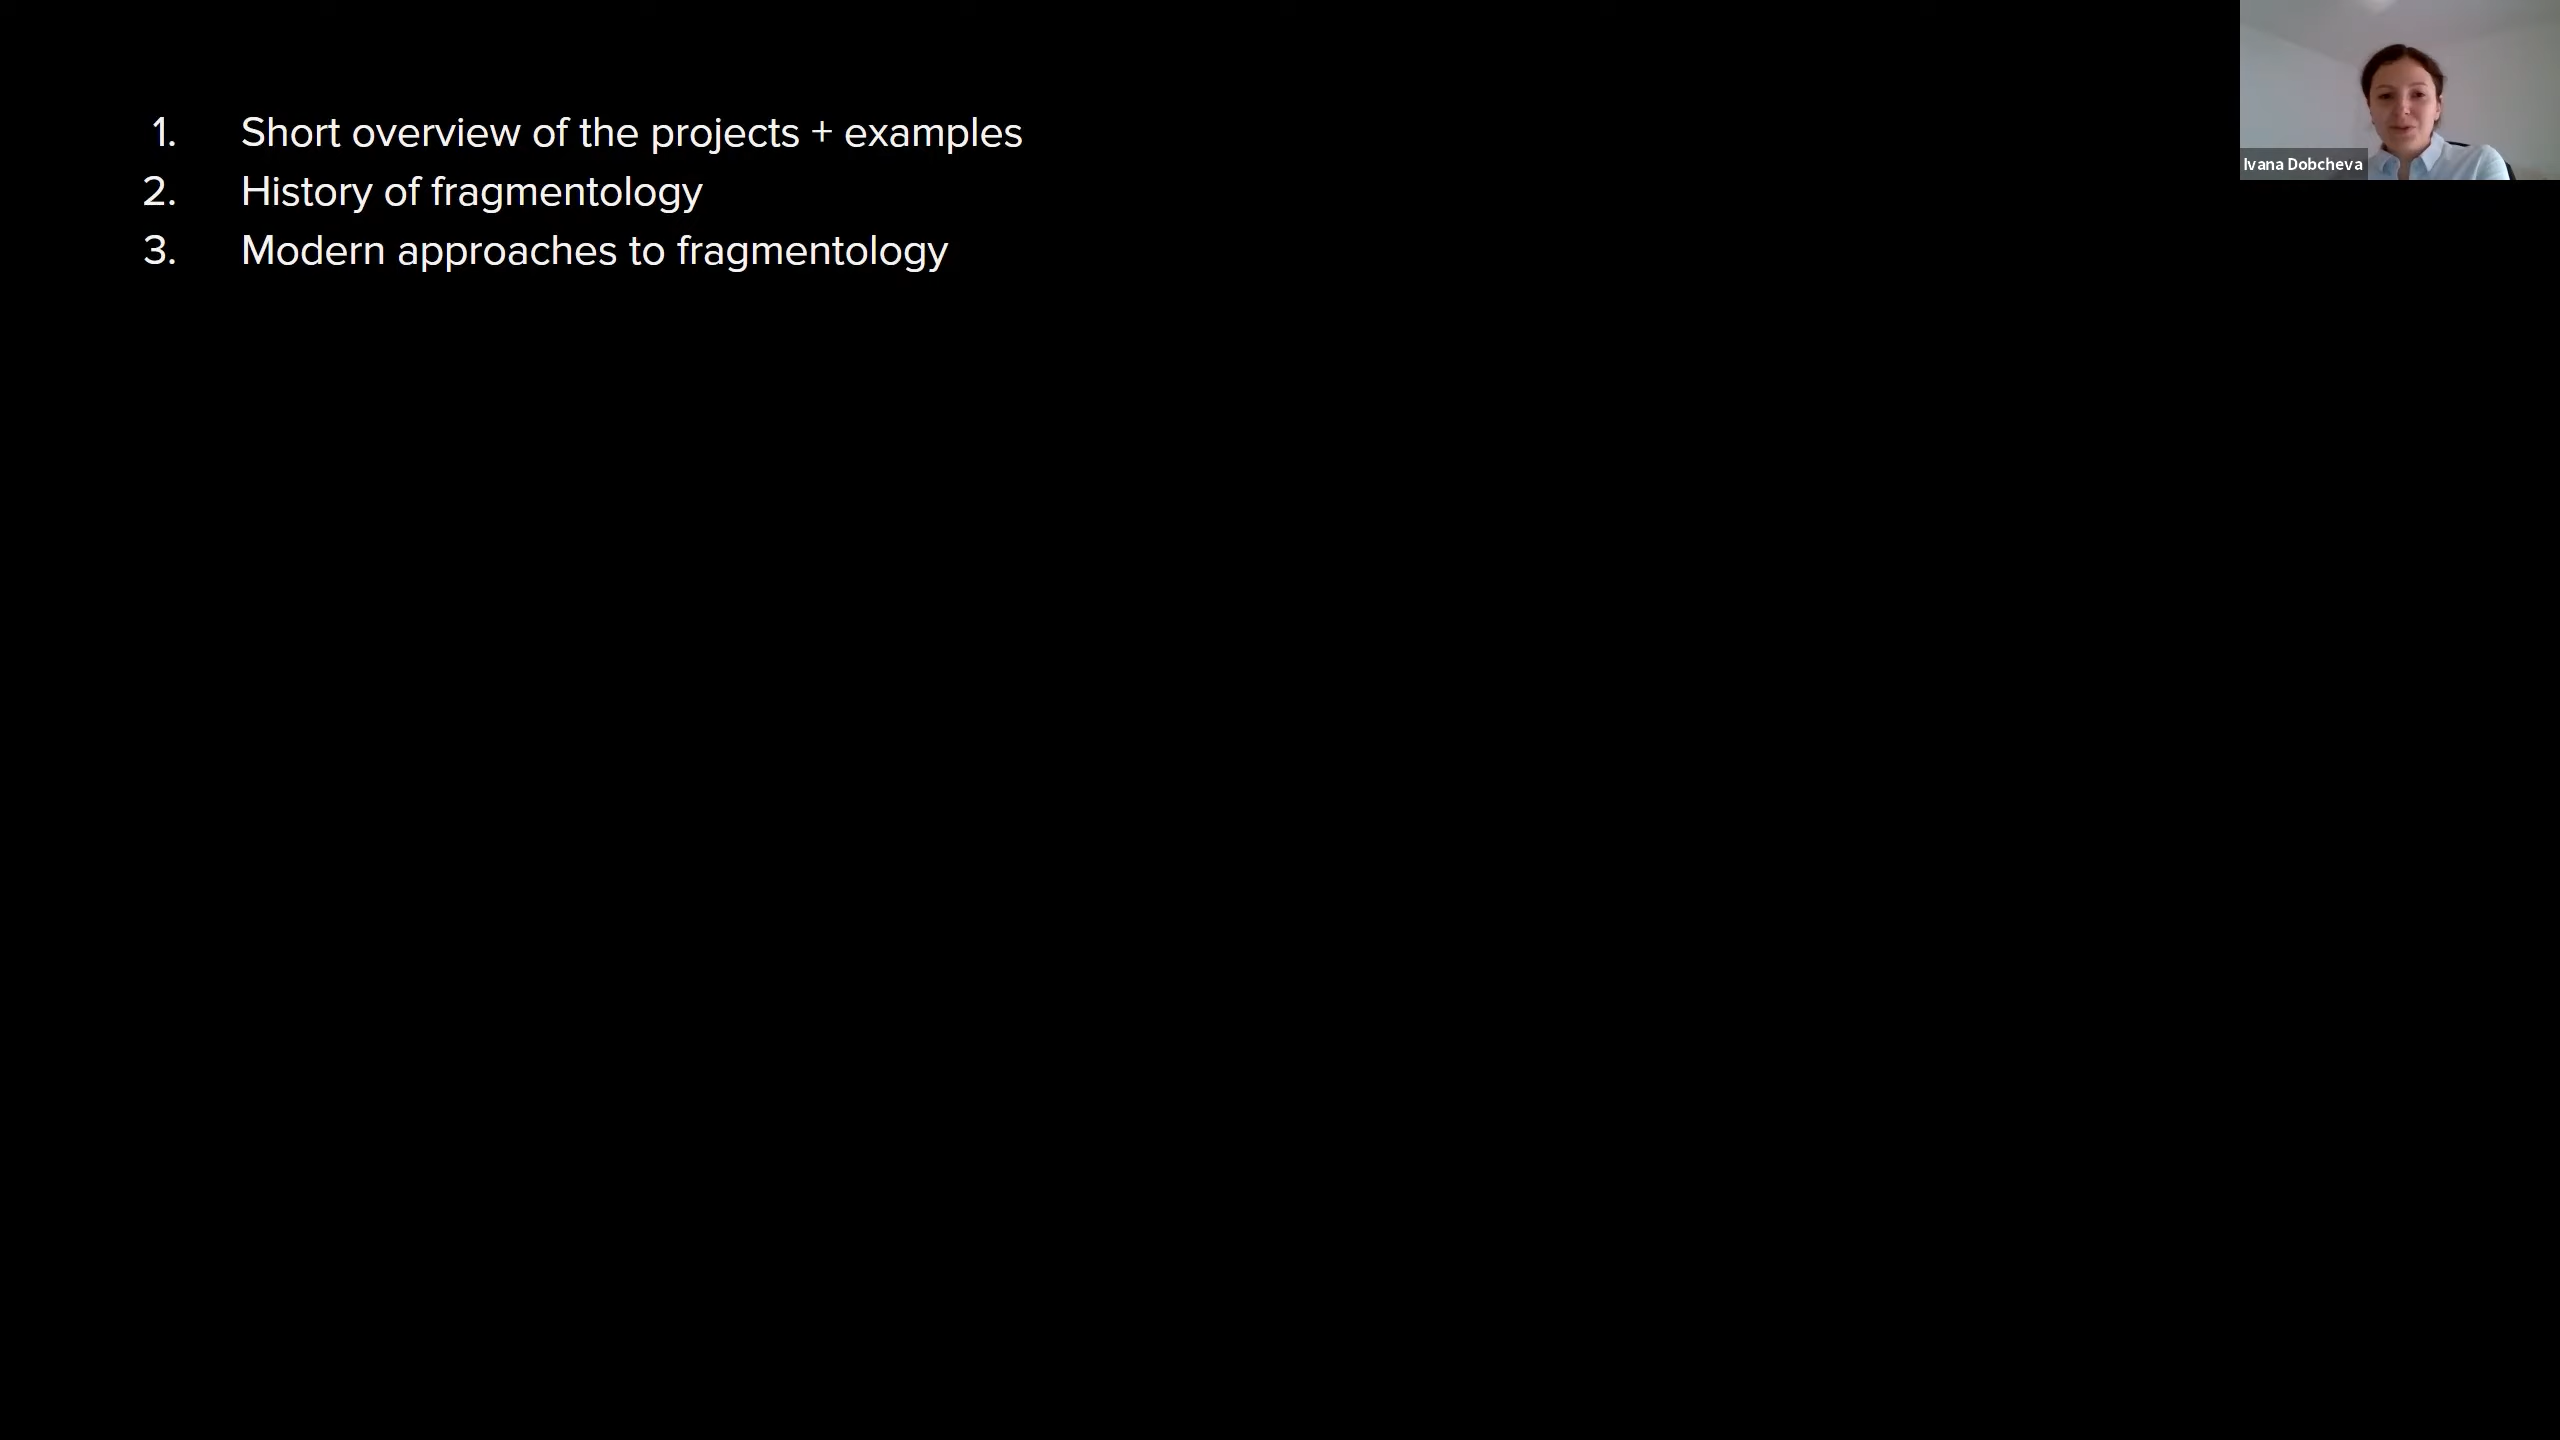 1. Short overview of the projects + examples
2. History of fragmentology
3. Modern approaches to fragmentology
Ivana Dobcheva